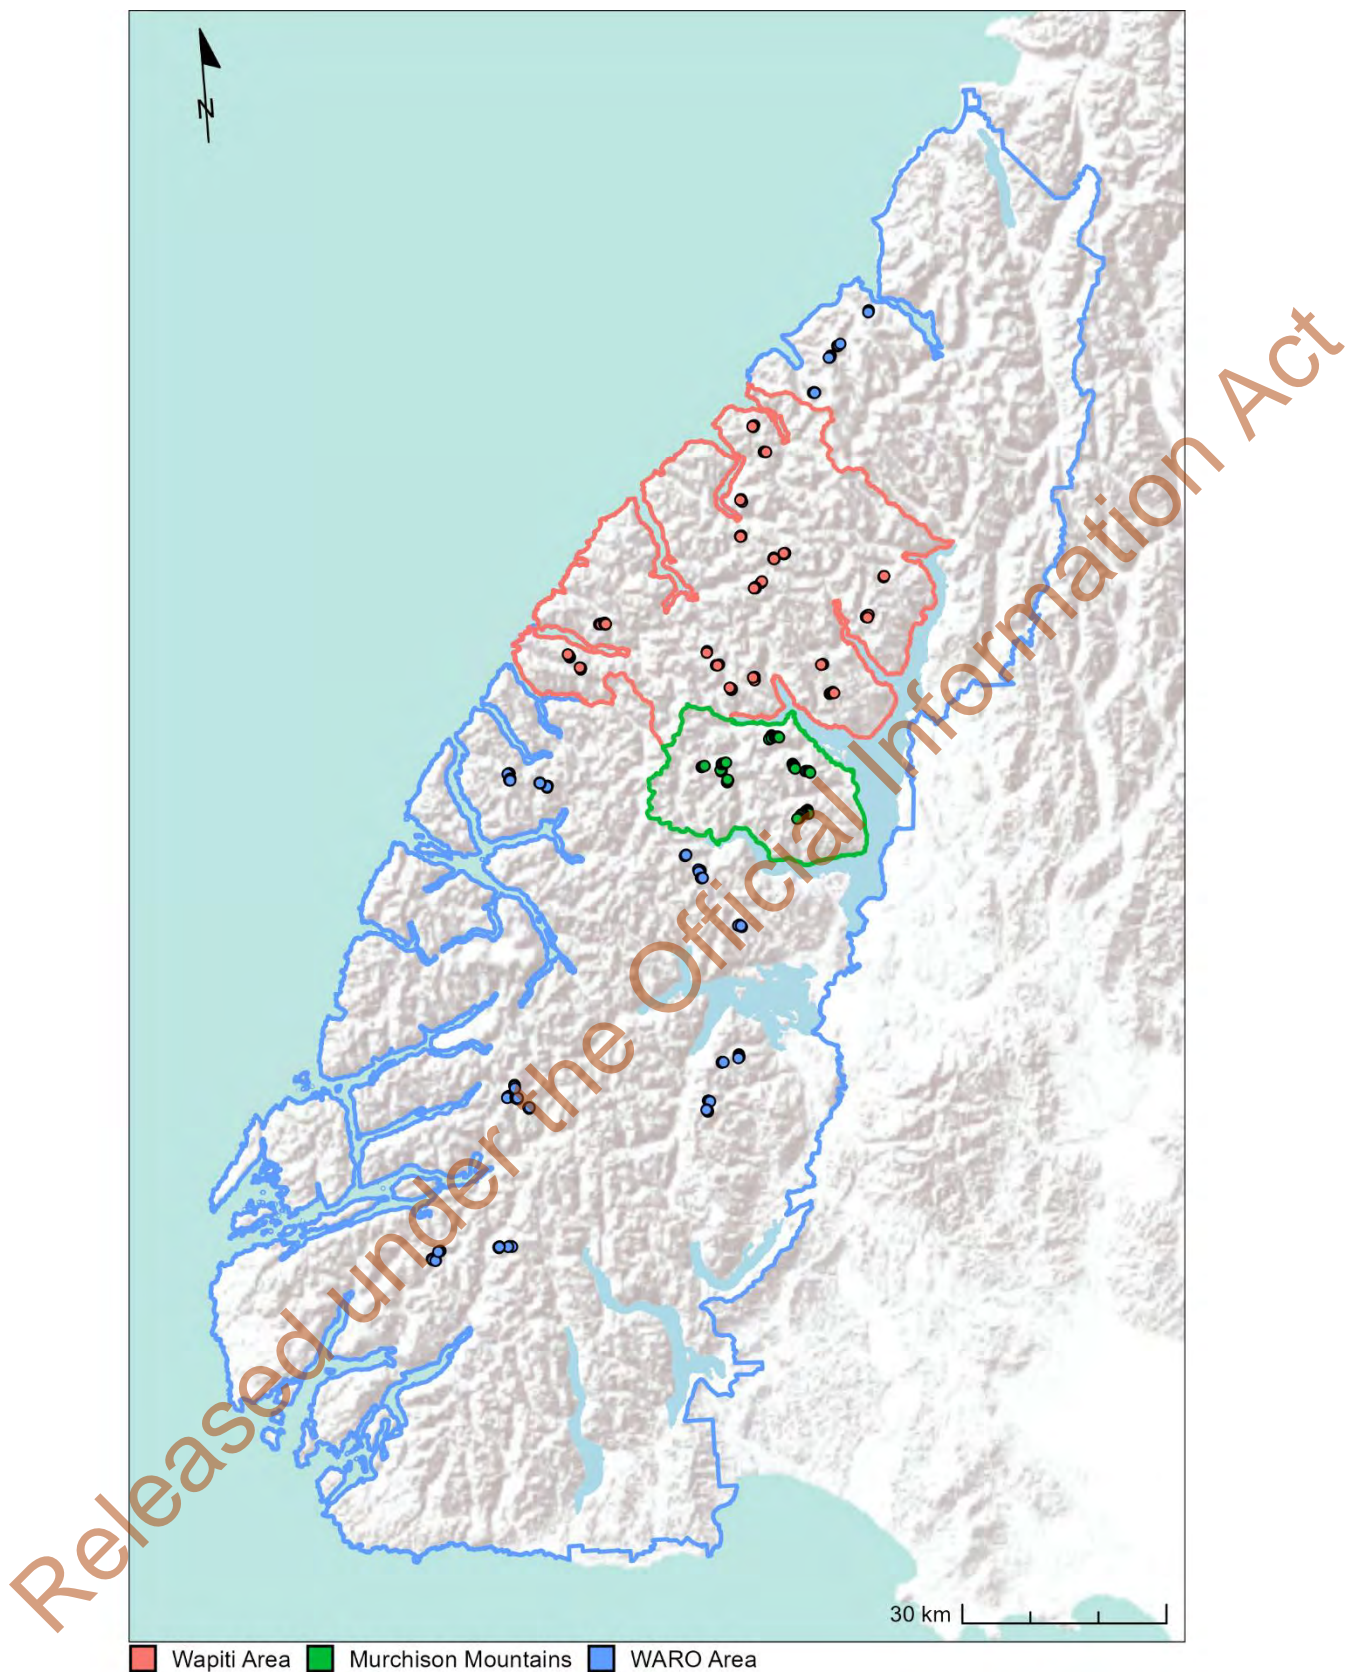 N
Released under the Official Information Act
30 km
Wapiti Area Murchison Mountains WARO Area